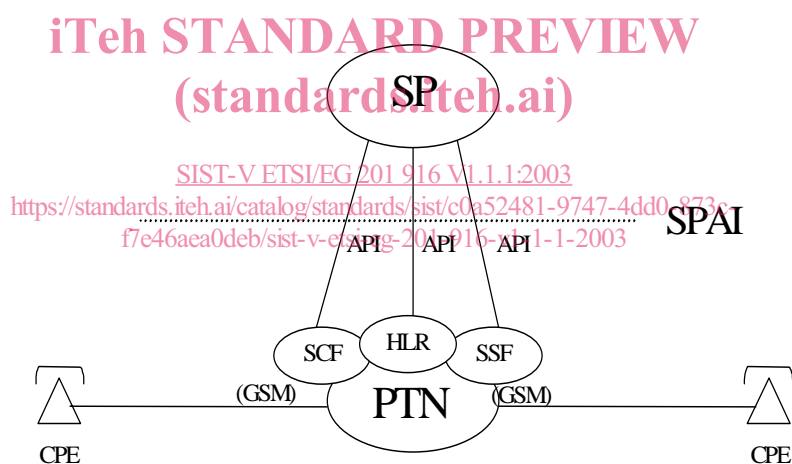 iTeh STANDARD PREVIEW
(standards.iteh.ai)
SP
SIST-V ETSI/EG 201 916 V1.1.1:2003
https://standards.iteh.ai/catalog/standards/sist/c0a52481-9747-4dd0-873c-
f7e46aea0deb/sist-v-etsi-eg-201-916-v1-1-1-2003
SPAI
API API API
SCF HLR SSF
(GSM) PTN (GSM)
CPE CPE